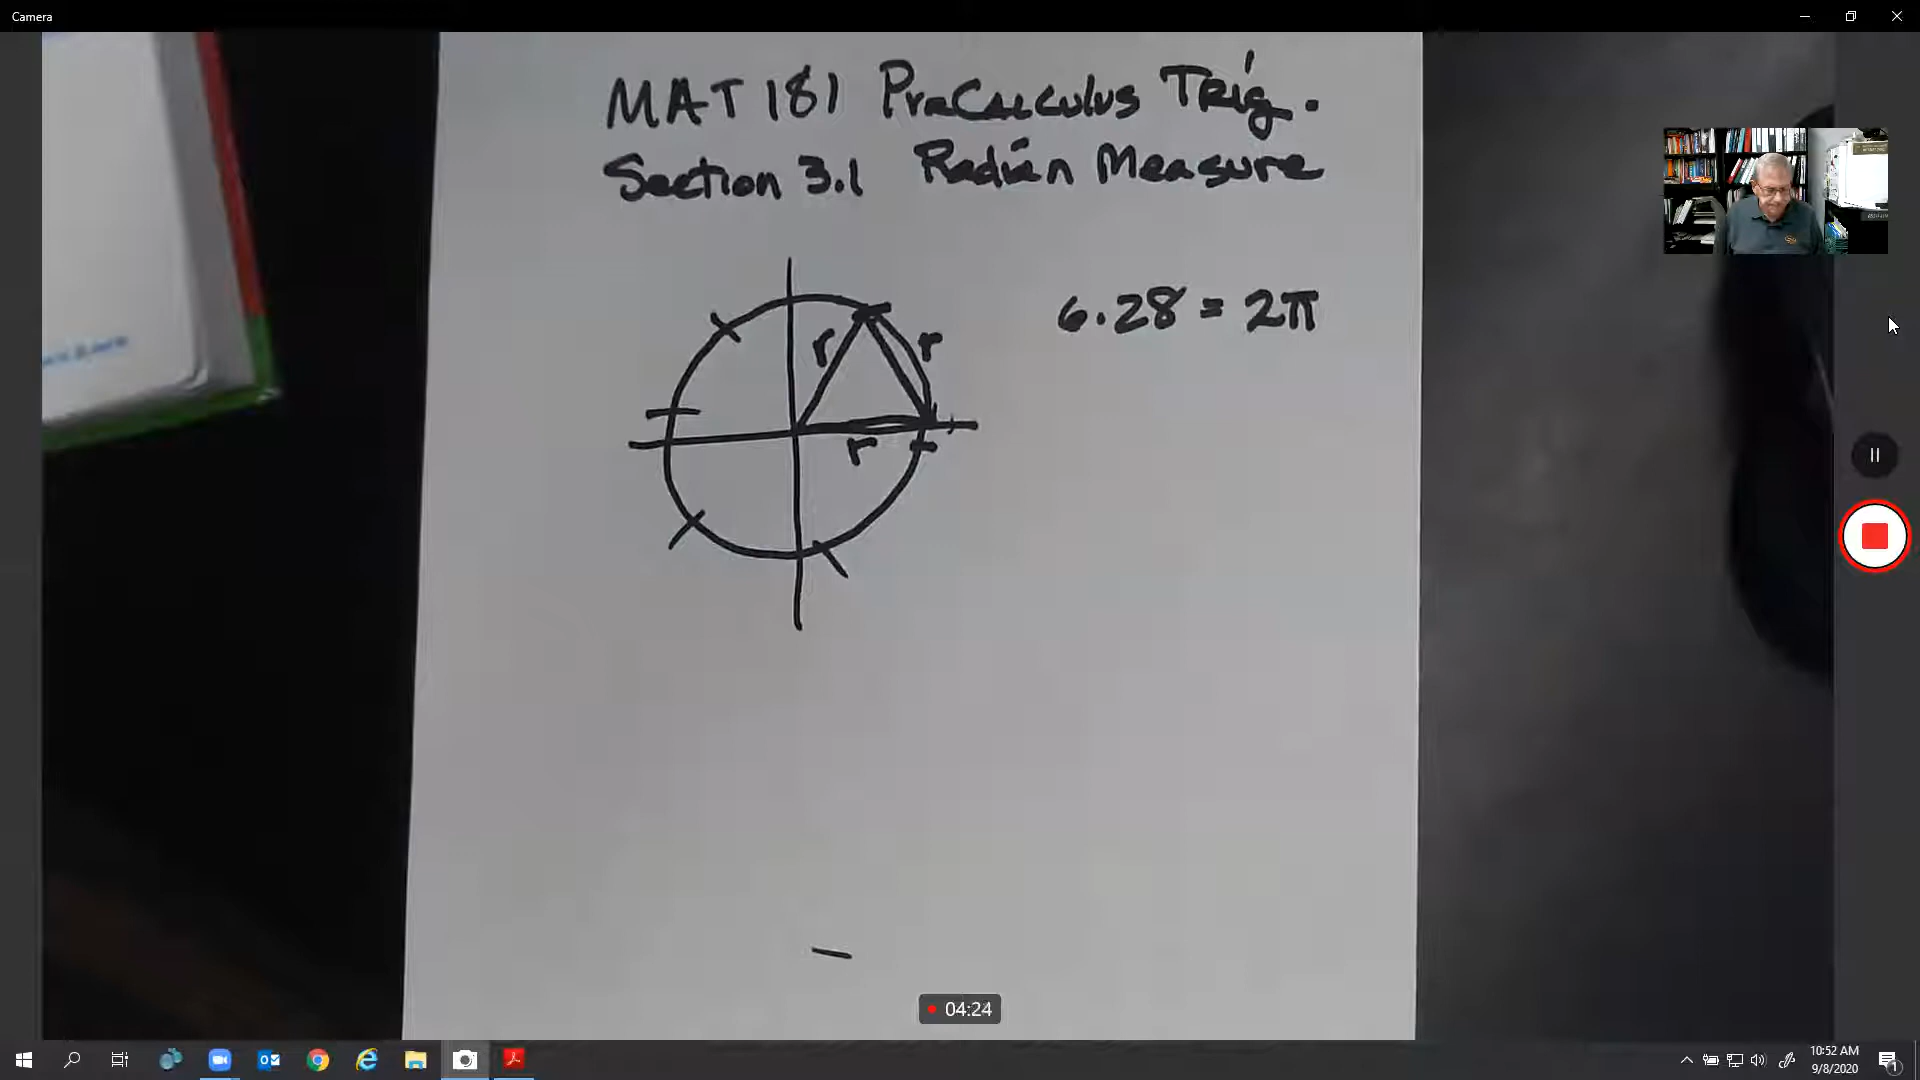 Camera
MAT 181 PreCalculus Trig.
Section 3.1 Radian Measure
6.28 = 2π
r
r
r
04:24
10:52 AM
9/8/2020
1